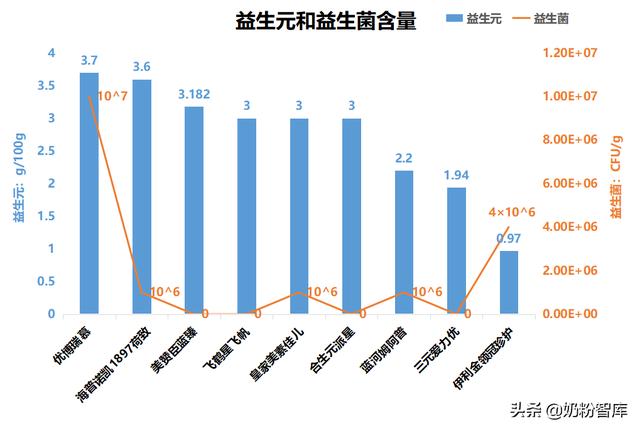 益生元和益生菌含量
益生元 益生菌
益生元：g/100g
4
3.5
3
2.5
2
1.5
1
0.5
0
3.7
3.6
3.182
3
3
3
2.2
1.94
0.97
10^7
10^6
0
0
10^6
0
10^6
0
4×10^6
1.20E+07
1.00E+07
8.00E+06
6.00E+06
4.00E+06
2.00E+06
0.00E+00
益生菌：CFU/g
优博瑞慕
海普诺凯1897荷致
美赞臣蓝臻
飞鹤星飞帆
皇家美素佳儿
合生元派星
蓝河姆阿普
三元爱力优
伊利金领冠珍护
头条 @奶粉智库